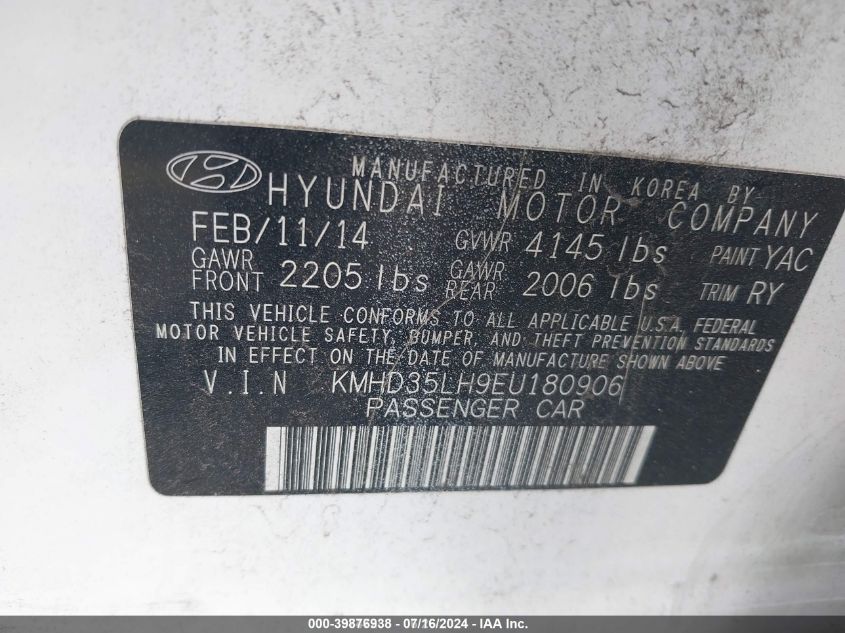 MANUFACTURED IN KOREA BY
HYUNDAI MOTOR COMPANY
FEB/11/14 GVWR 4145 lbs PAINT YAC
GAWR FRONT 2205 lbs GAWR REAR 2006 lbs TRIM RY
THIS VEHICLE CONFORMS TO ALL APPLICABLE U.S.A. FEDERAL
MOTOR VEHICLE SAFETY, BUMPER, AND THEFT PREVENTION STANDARDS
IN EFFECT ON THE DATE OF MANUFACTURE SHOWN ABOVE
V.I.N KMHD35LH9EU180906
PASSENGER CAR
000-39876938 - 07/16/2024 - IAA Inc.